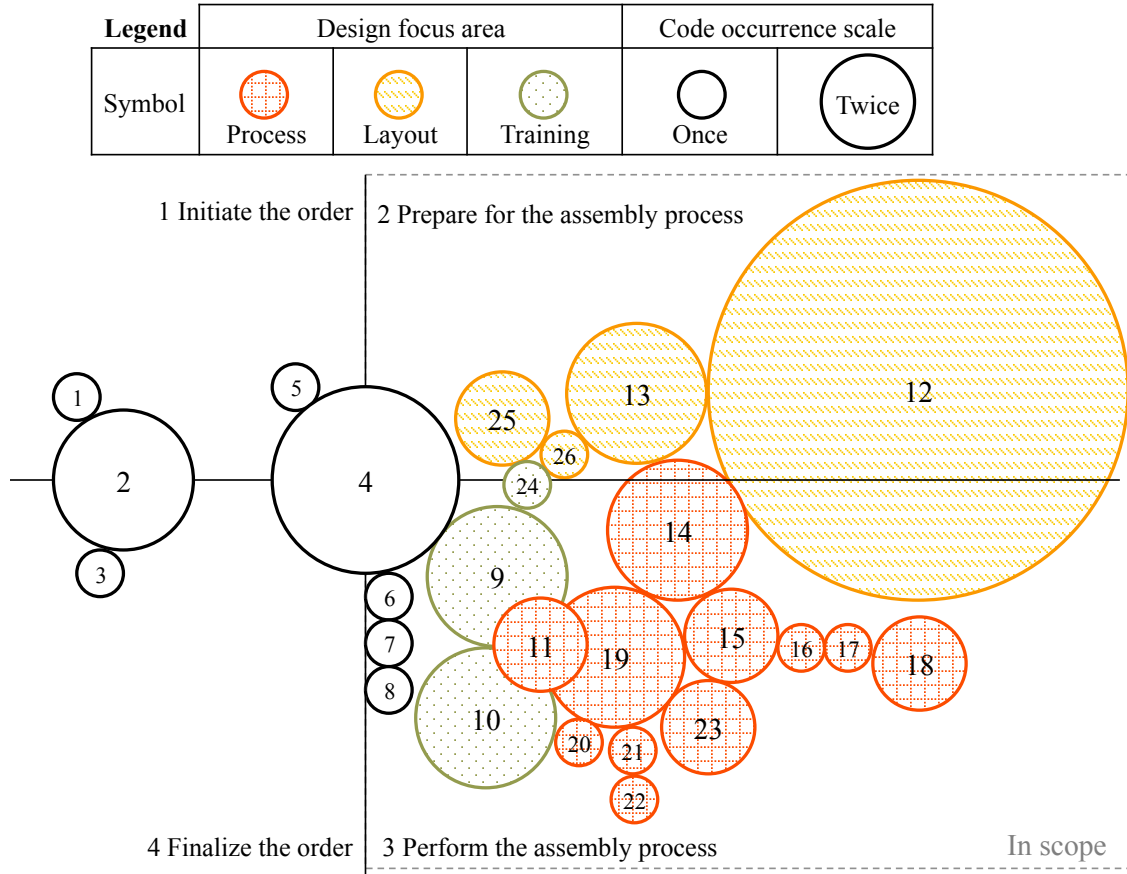 Legend Design focus area Code occurrence scale
Symbol Process Layout Training Once Twice
1 Initiate the order 2 Prepare for the assembly process
12
5 13
1
25
26
2 4 24
14
3 9
6
15
7 11 19 16 17 18
8
10 23
20 21
22
4 Finalize the order 3 Perform the assembly process In scope